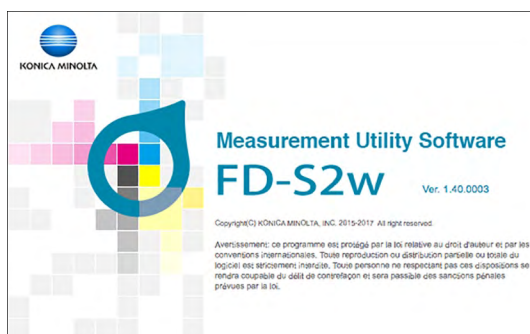 KONICA MINOLTA
Measurement Utility Software
FD-S2w
Ver. 1.40.0003
Copyright(C) KONICA MINOLTA, INC. 2015-2017 All right reserved.
Avertissement: ce programme est protégé par la loi relative au droit d'auteur et par les
conventions internationales. Toute reproduction ou distribution partielle ou totale du
logiciel est strictement interdite. Toute personne ne respectant pas ces dispositions se
rendra coupable du délit de contrefaçon et sera passible des sanctions pénales
prévues par la loi.